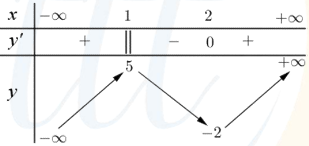 x −∞ 1 2 +∞
y′ + || − 0 +
5 +∞
y
−2
−∞